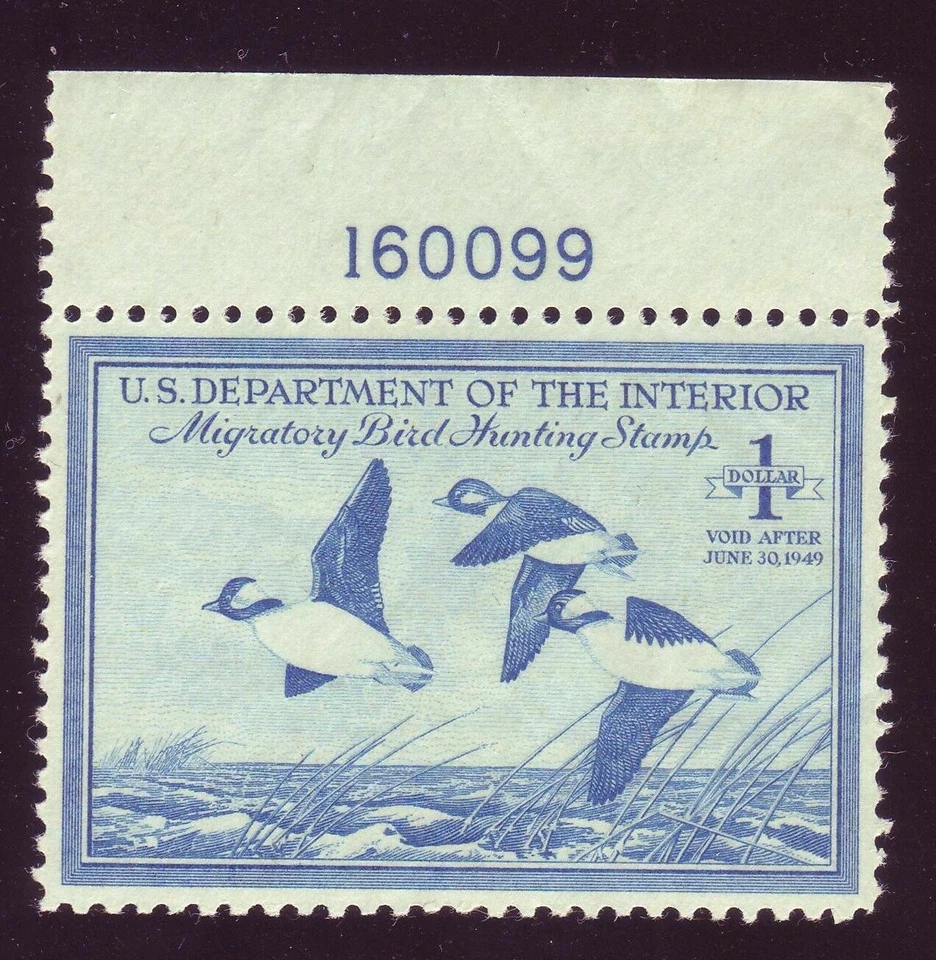 160099
U.S. DEPARTMENT OF THE INTERIOR
Migratory Bird Hunting Stamp
1
DOLLAR
VOID AFTER
JUNE 30, 1949